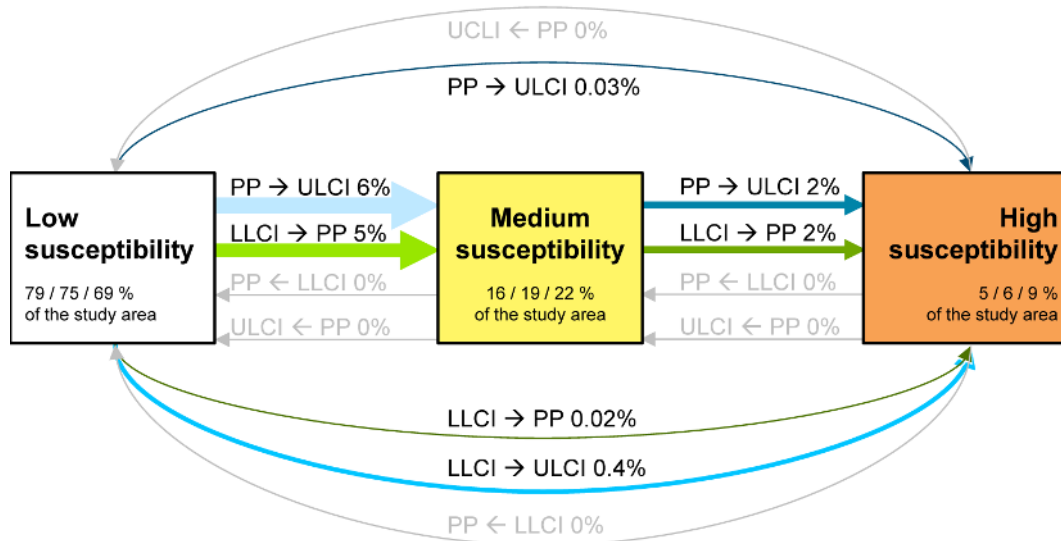 UCLI ← PP 0%
PP → ULCI 0.03%
PP → ULCI 6%
LLCI → PP 5%
PP ← LLCI 0%
ULCI ← PP 0%
Low
susceptibility
79 / 75 / 69 %
of the study area
Medium
susceptibility
16 / 19 / 22 %
of the study area
PP → ULCI 2%
LLCI → PP 2%
PP ← LLCI 0%
ULCI ← PP 0%
High
susceptibility
5 / 6 / 9 %
of the study area
LLCI → PP 0.02%
LLCI → ULCI 0.4%
PP ← LLCI 0%